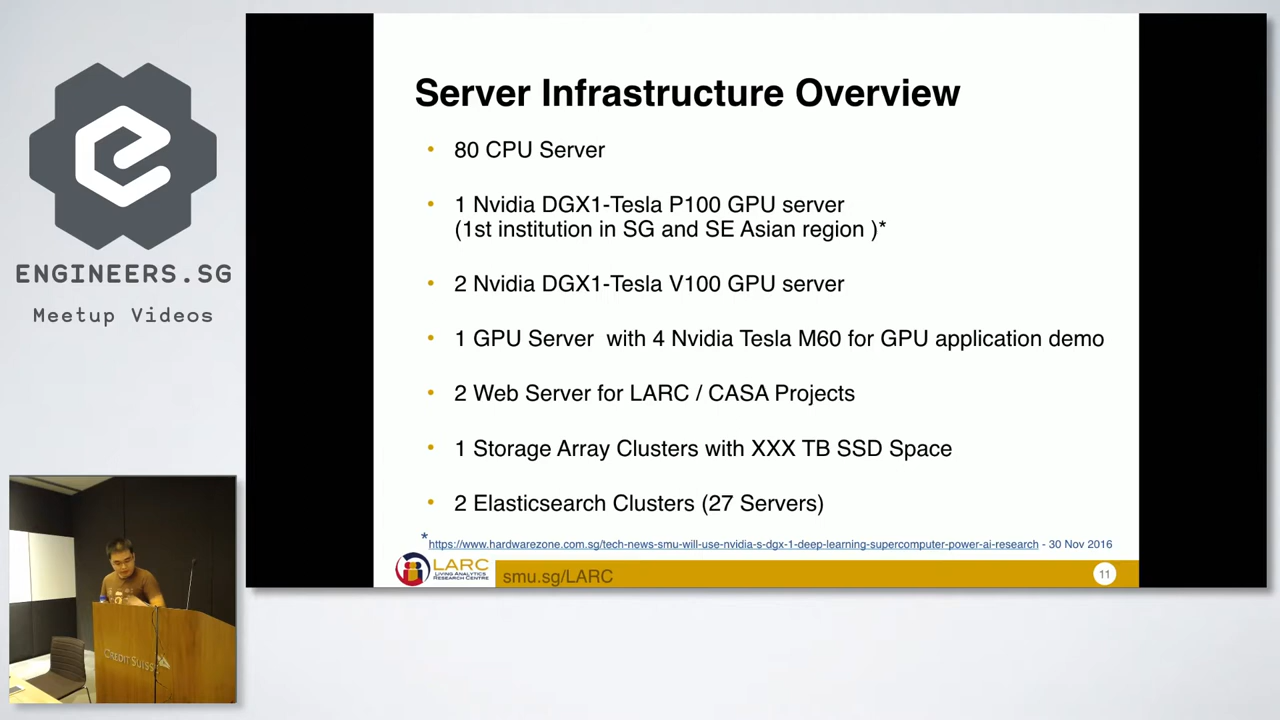 Server Infrastructure Overview
• 80 CPU Server
• 1 Nvidia DGX1-Tesla P100 GPU server
(1st institution in SG and SE Asian region )*
• 2 Nvidia DGX1-Tesla V100 GPU server
• 1 GPU Server with 4 Nvidia Tesla M60 for GPU application demo
• 2 Web Server for LARC / CASA Projects
• 1 Storage Array Clusters with XXX TB SSD Space
• 2 Elasticsearch Clusters (27 Servers)
*https://www.hardwarezone.com.sg/tech-news-smu-will-use-nvidia-s-dgx-1-deep-learning-supercomputer-power-ai-research - 30 Nov 2016
LARC
LIVING ANALYTICS
RESEARCH CENTRE
smu.sg/LARC
11
ENGINEERS.SG
Meetup Videos
CREDIT SUISSE